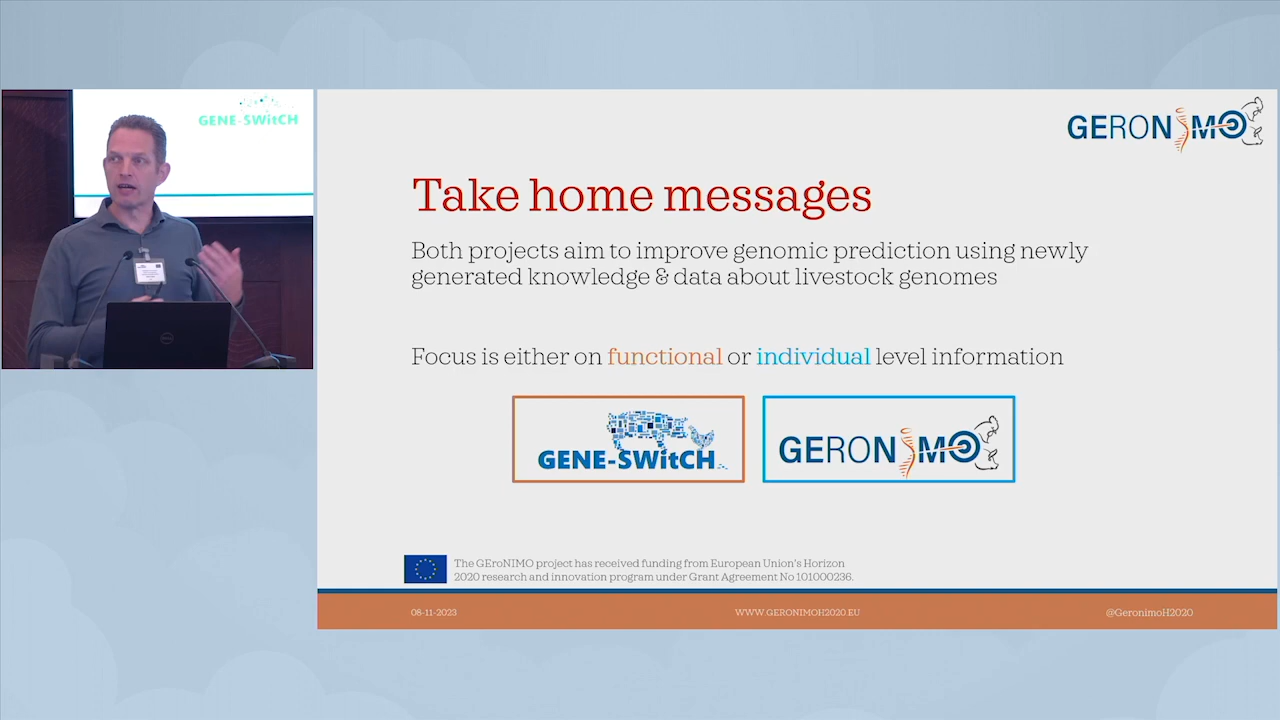 GENE-SWitCH
GERONIMO
Take home messages
Both projects aim to improve genomic prediction using newly
generated knowledge & data about livestock genomes
Focus is either on functional or individual level information
GENE-SWitCH
GERONIMO
The GEroNIMO project has received funding from European Union's Horizon
2020 research and innovation program under Grant Agreement No 101000236.
08-11-2023
WWW.GERONIMOH2020.EU
@GeronimoH2020